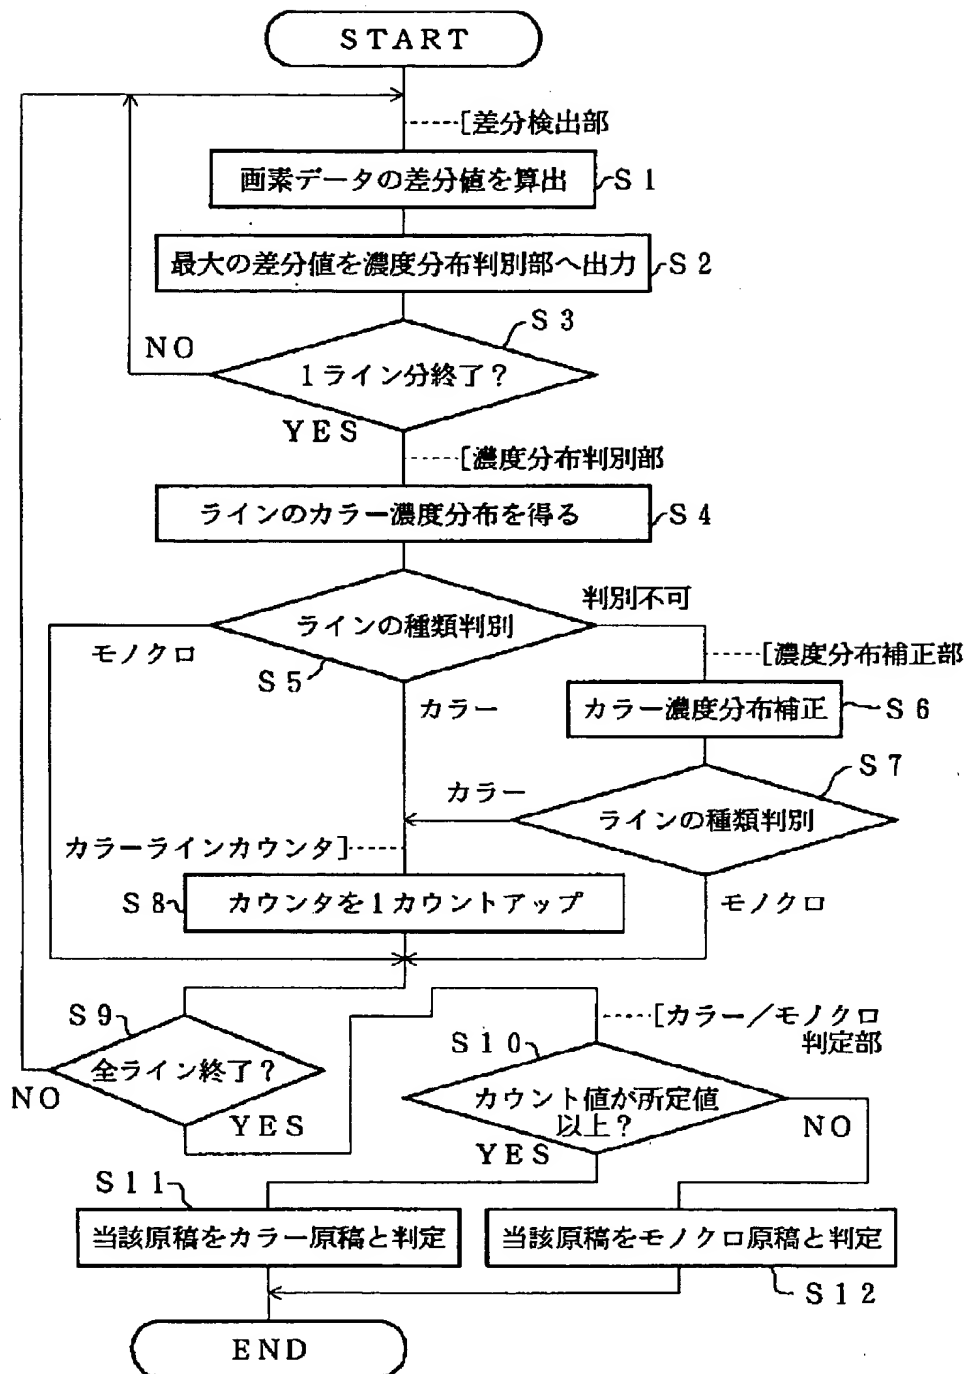 START
[差分検出部
画素データの差分値を算出
S1
最大の差分値を濃度分布判別部へ出力
S2
S3
NO
1ライン分終了?
YES
[濃度分布判別部
ラインのカラー濃度分布を得る
S4
判別不可
ラインの種類判別
モノクロ
[濃度分布補正部
S5
カラー
カラー濃度分布補正
S6
S7
カラー
ラインの種類判別
カラーラインカウンタ]
S8
カウンタを1カウントアップ
モノクロ
S9
[カラー/モノクロ
判定部
S10
全ライン終了?
NO
カウント値が所定値
以上?
YES
NO
YES
S11
当該原稿をカラー原稿と判定
当該原稿をモノクロ原稿と判定
S12
END